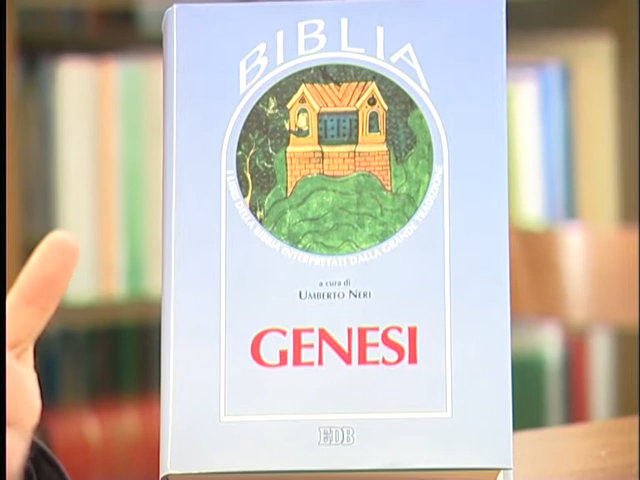 BIBLIA
I LIBRI DELLA BIBBIA INTERPRETATI DALLA GRANDE TRADIZIONE
a cura di
UMBERTO NERI
GENESI
EDB